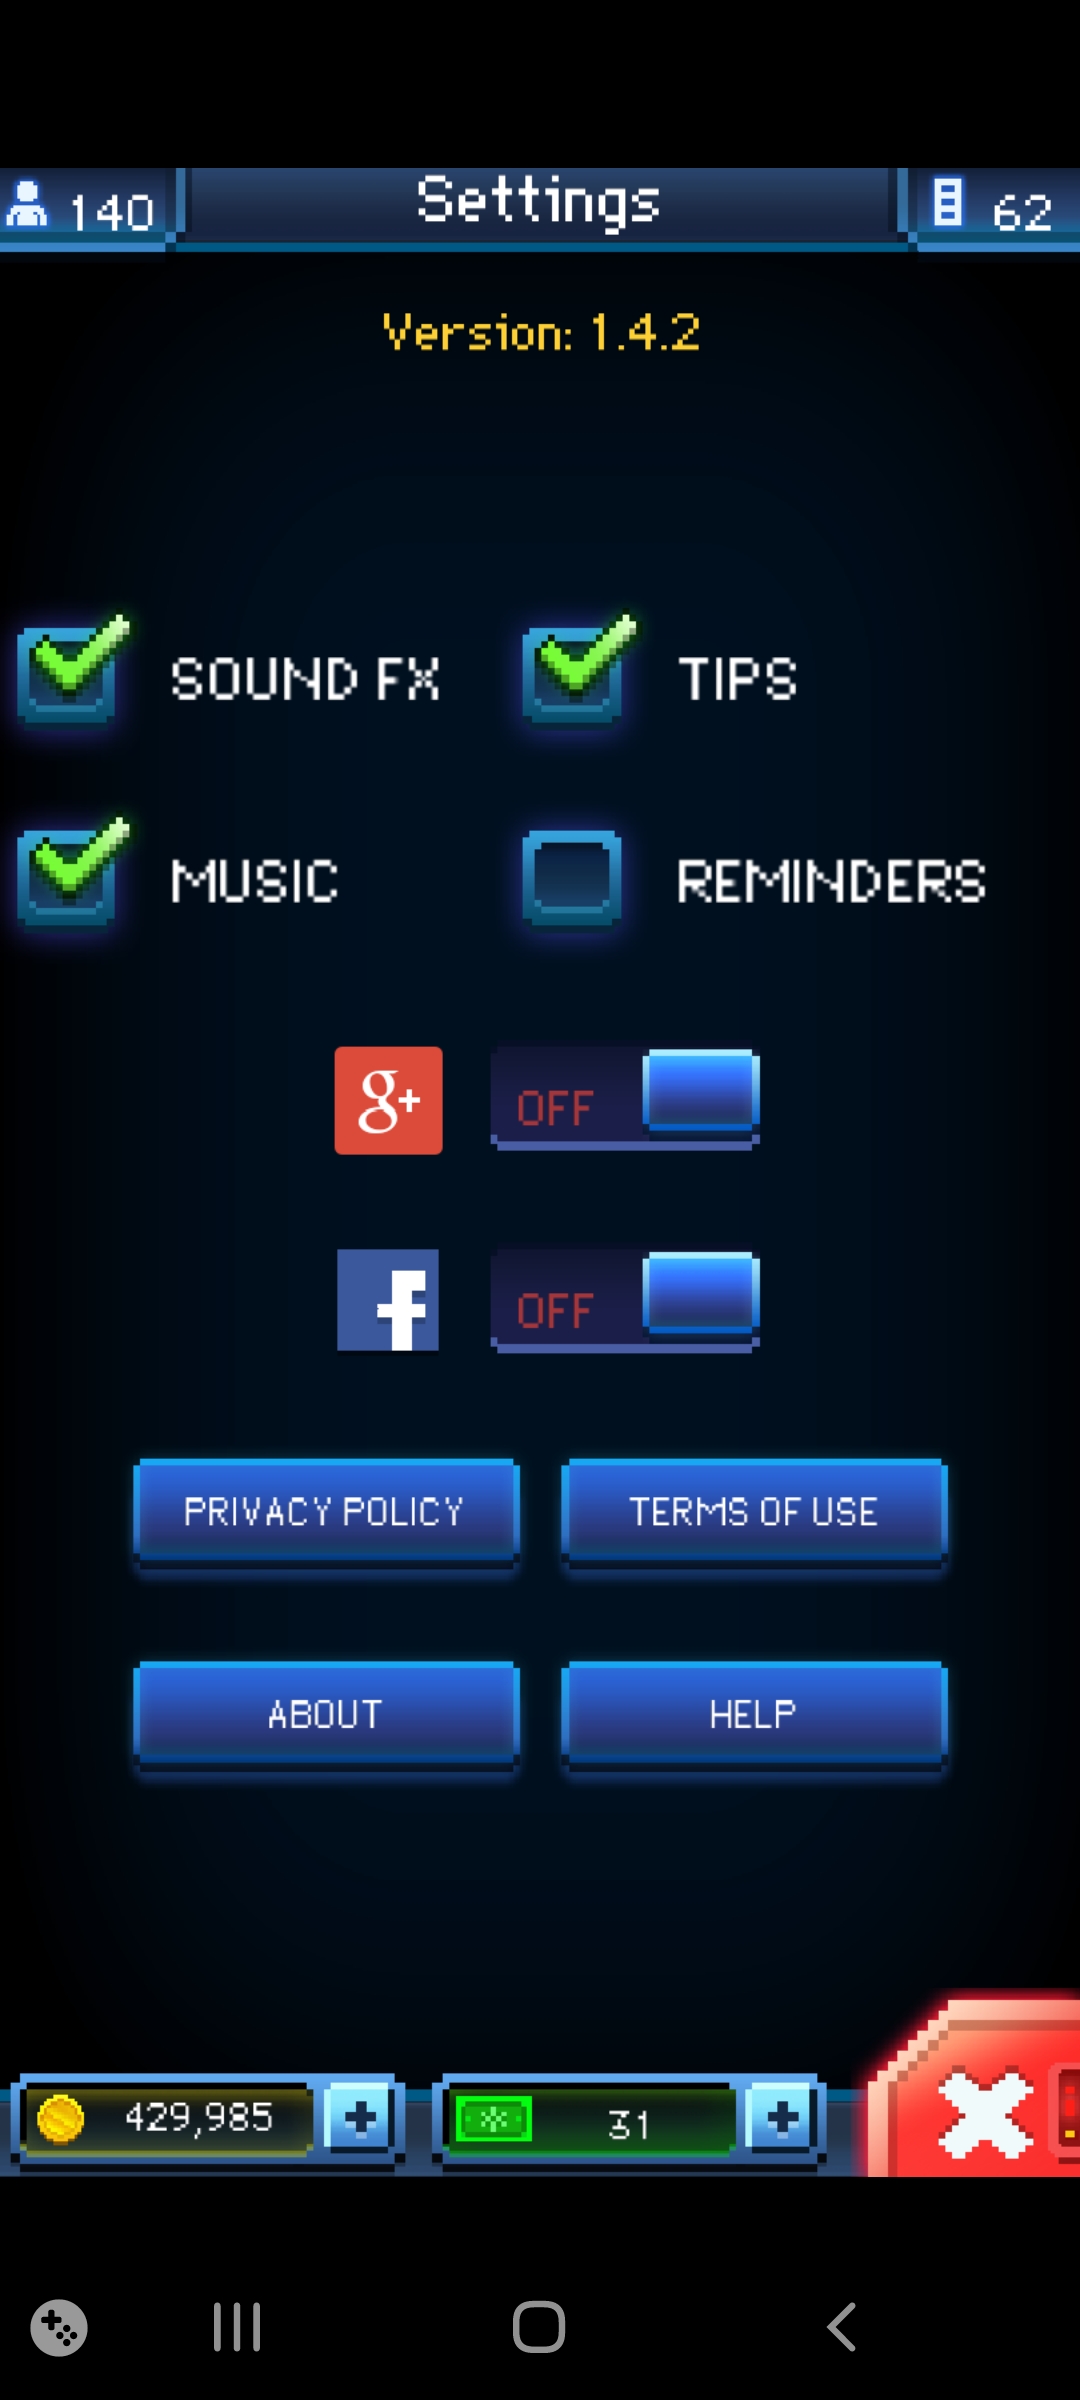 140
Settings
62
Version: 1.4.2
SOUND FX
TIPS
MUSIC
REMINDERS
g+
OFF
f
OFF
PRIVACY POLICY
TERMS OF USE
ABOUT
HELP
429,985
31